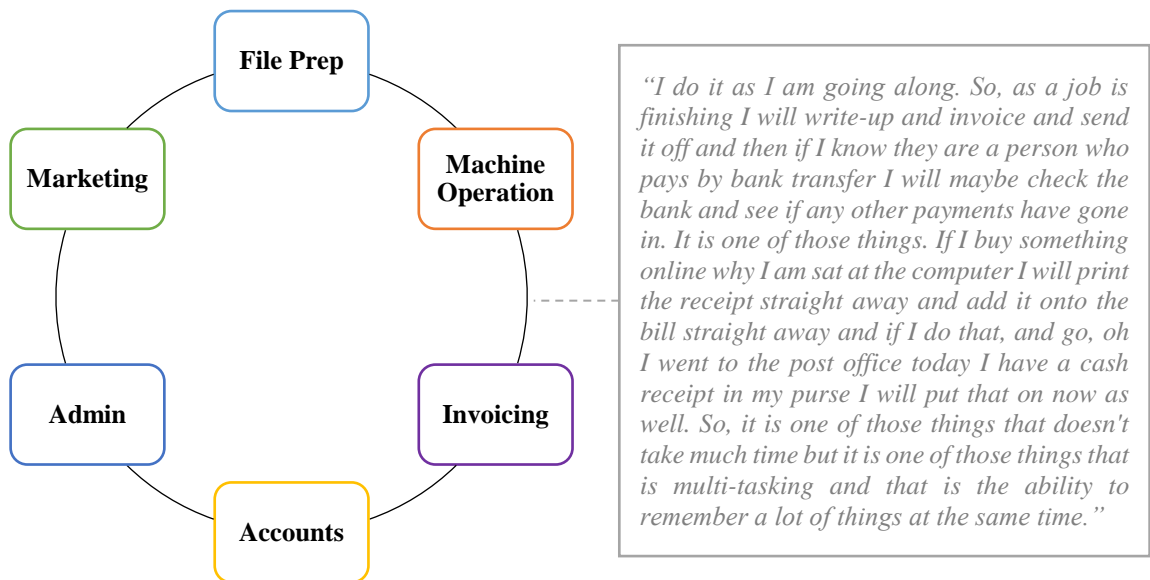 File Prep
Machine
Operation
Invoicing
Accounts
Admin
Marketing
“I do it as I am going along. So, as a job is
finishing I will write-up and invoice and send
it off and then if I know they are a person who
pays by bank transfer I will maybe check the
bank and see if any other payments have gone
in. It is one of those things. If I buy something
online why I am sat at the computer I will print
the receipt straight away and add it onto the
bill straight away and if I do that, and go, oh
I went to the post office today I have a cash
receipt in my purse I will put that on now as
well. So, it is one of those things that doesn't
take much time but it is one of those things that
is multi-tasking and that is the ability to
remember a lot of things at the same time.”